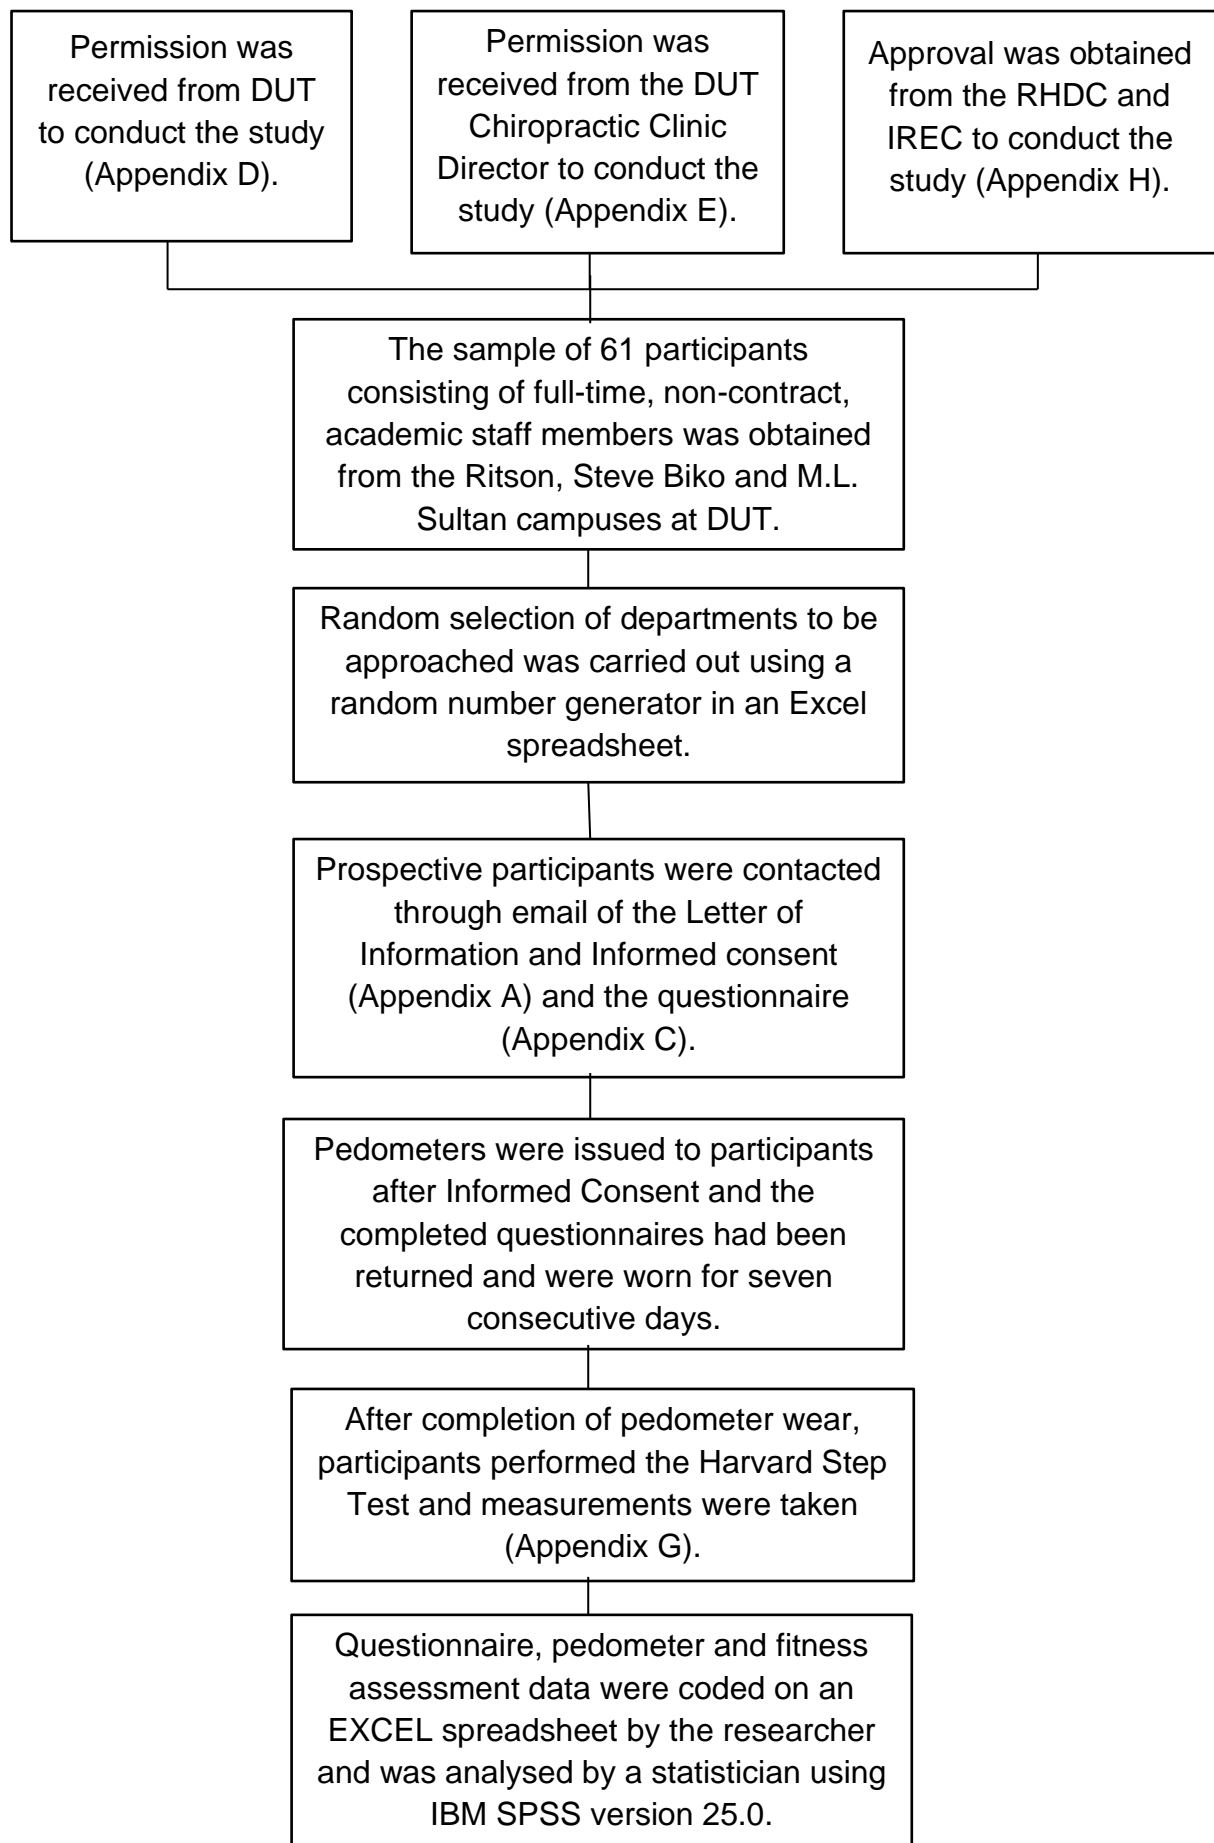 Permission was
received from DUT
to conduct the study
(Appendix D).
Permission was
received from the DUT
Chiropractic Clinic
Director to conduct the
study (Appendix E).
Approval was obtained
from the RHDC and
IREC to conduct the
study (Appendix H).
The sample of 61 participants
consisting of full-time, non-contract,
academic staff members was obtained
from the Ritson, Steve Biko and M.L.
Sultan campuses at DUT.
Random selection of departments to be
approached was carried out using a
random number generator in an Excel
spreadsheet.
Prospective participants were contacted
through email of the Letter of
Information and Informed consent
(Appendix A) and the questionnaire
(Appendix C).
Pedometers were issued to participants
after Informed Consent and the
completed questionnaires had been
returned and were worn for seven
consecutive days.
After completion of pedometer wear,
participants performed the Harvard Step
Test and measurements were taken
(Appendix G).
Questionnaire, pedometer and fitness
assessment data were coded on an
EXCEL spreadsheet by the researcher
and was analysed by a statistician using
IBM SPSS version 25.0.